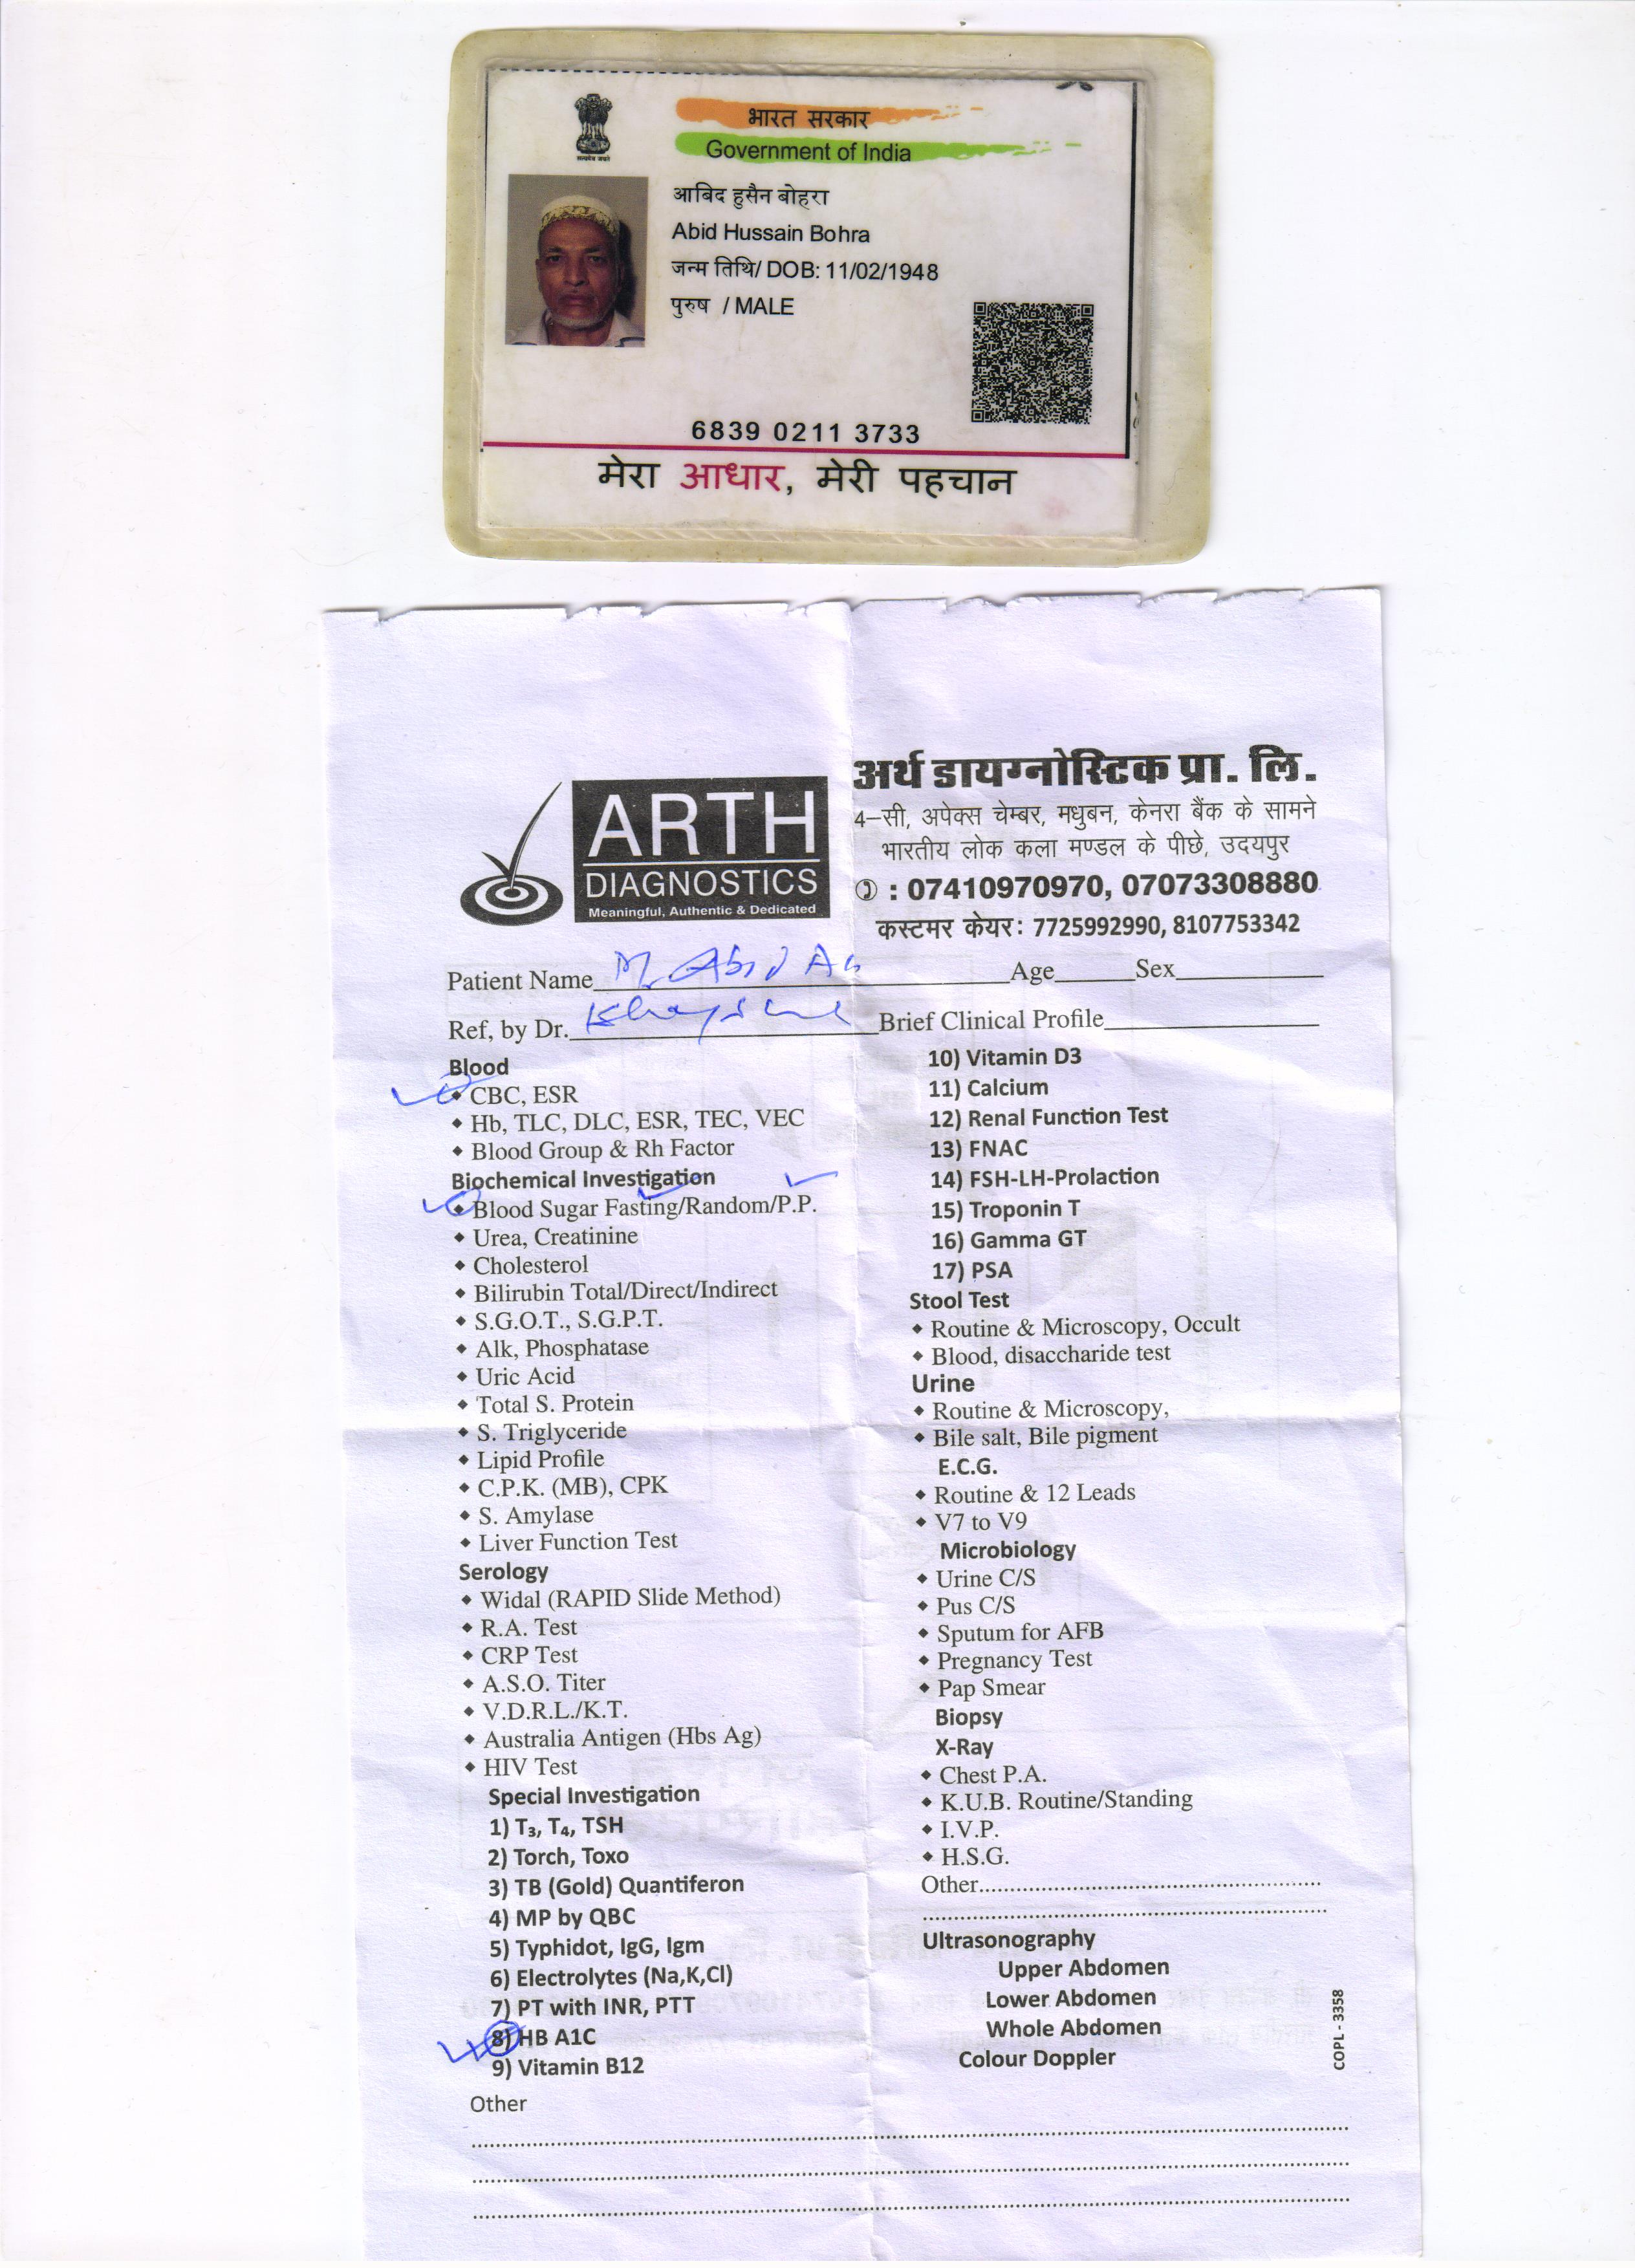 भारत सरकार
Government of India
सत्यमेव जयते
आबिद हुसैन बोहरा
Abid Hussain Bohra
जन्म तिथि/ DOB: 11/02/1948
पुरुष / MALE
6839 0211 3733
मेरा आधार, मेरी पहचान
ARTH
DIAGNOSTICS
Meaningful, Authentic & Dedicated
अर्थ डायग्नोस्टिक प्रा. लि.
4–सी, अपेक्स चेम्बर, मधुबन, केनरा बैंक के सामने
भारतीय लोक कला मण्डल के पीछे, उदयपुर
: 07410970970, 07073308880
कस्टमर केयर: 7725992990, 8107753342
Patient Name Abid Age Sex
Ref, by Dr. Brief Clinical Profile
Blood
CBC, ESR
Hb, TLC, DLC, ESR, TEC, VEC
Blood Group & Rh Factor
Biochemical Investigation
Blood Sugar Fasting/Random/P.P.
Urea, Creatinine
Cholesterol
Bilirubin Total/Direct/Indirect
S.G.O.T., S.G.P.T.
Alk, Phosphatase
Uric Acid
Total S. Protein
S. Triglyceride
Lipid Profile
C.P.K. (MB), CPK
S. Amylase
Liver Function Test
Serology
Widal (RAPID Slide Method)
R.A. Test
CRP Test
A.S.O. Titer
V.D.R.L./K.T.
Australia Antigen (Hbs Ag)
HIV Test
Special Investigation
1) T₃, T₄, TSH
2) Torch, Toxo
3) TB (Gold) Quantiferon
4) MP by QBC
5) Typhidot, IgG, Igm
6) Electrolytes (Na,K,Cl)
7) PT with INR, PTT
8) HB A1C
9) Vitamin B12
Other
10) Vitamin D3
11) Calcium
12) Renal Function Test
13) FNAC
14) FSH-LH-Prolaction
15) Troponin T
16) Gamma GT
17) PSA
Stool Test
Routine & Microscopy, Occult
Blood, disaccharide test
Urine
Routine & Microscopy,
Bile salt, Bile pigment
E.C.G.
Routine & 12 Leads
V7 to V9
Microbiology
Urine C/S
Pus C/S
Sputum for AFB
Pregnancy Test
Pap Smear
Biopsy
X-Ray
Chest P.A.
K.U.B. Routine/Standing
I.V.P.
H.S.G.
Other
Ultrasonography
Upper Abdomen
Lower Abdomen
Whole Abdomen
Colour Doppler
COPL - 3358